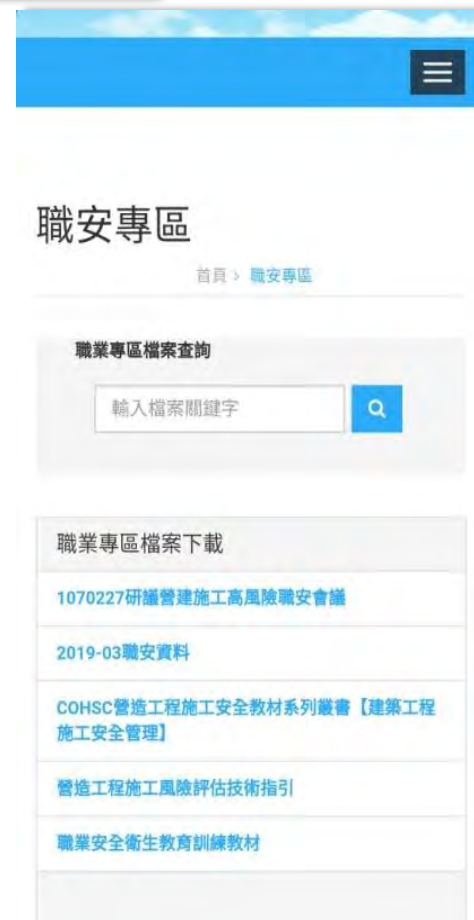 職安專區
首頁 > 職安專區
職業專區檔案查詢
輸入檔案關鍵字
職業專區檔案下載
1070227研議營建施工高風險職安會議
2019-03職安資料
COHSC營造工程施工安全教材系列叢書【建築工程
施工安全管理】
營造工程施工風險評估技術指引
職業安全衛生教育訓練教材